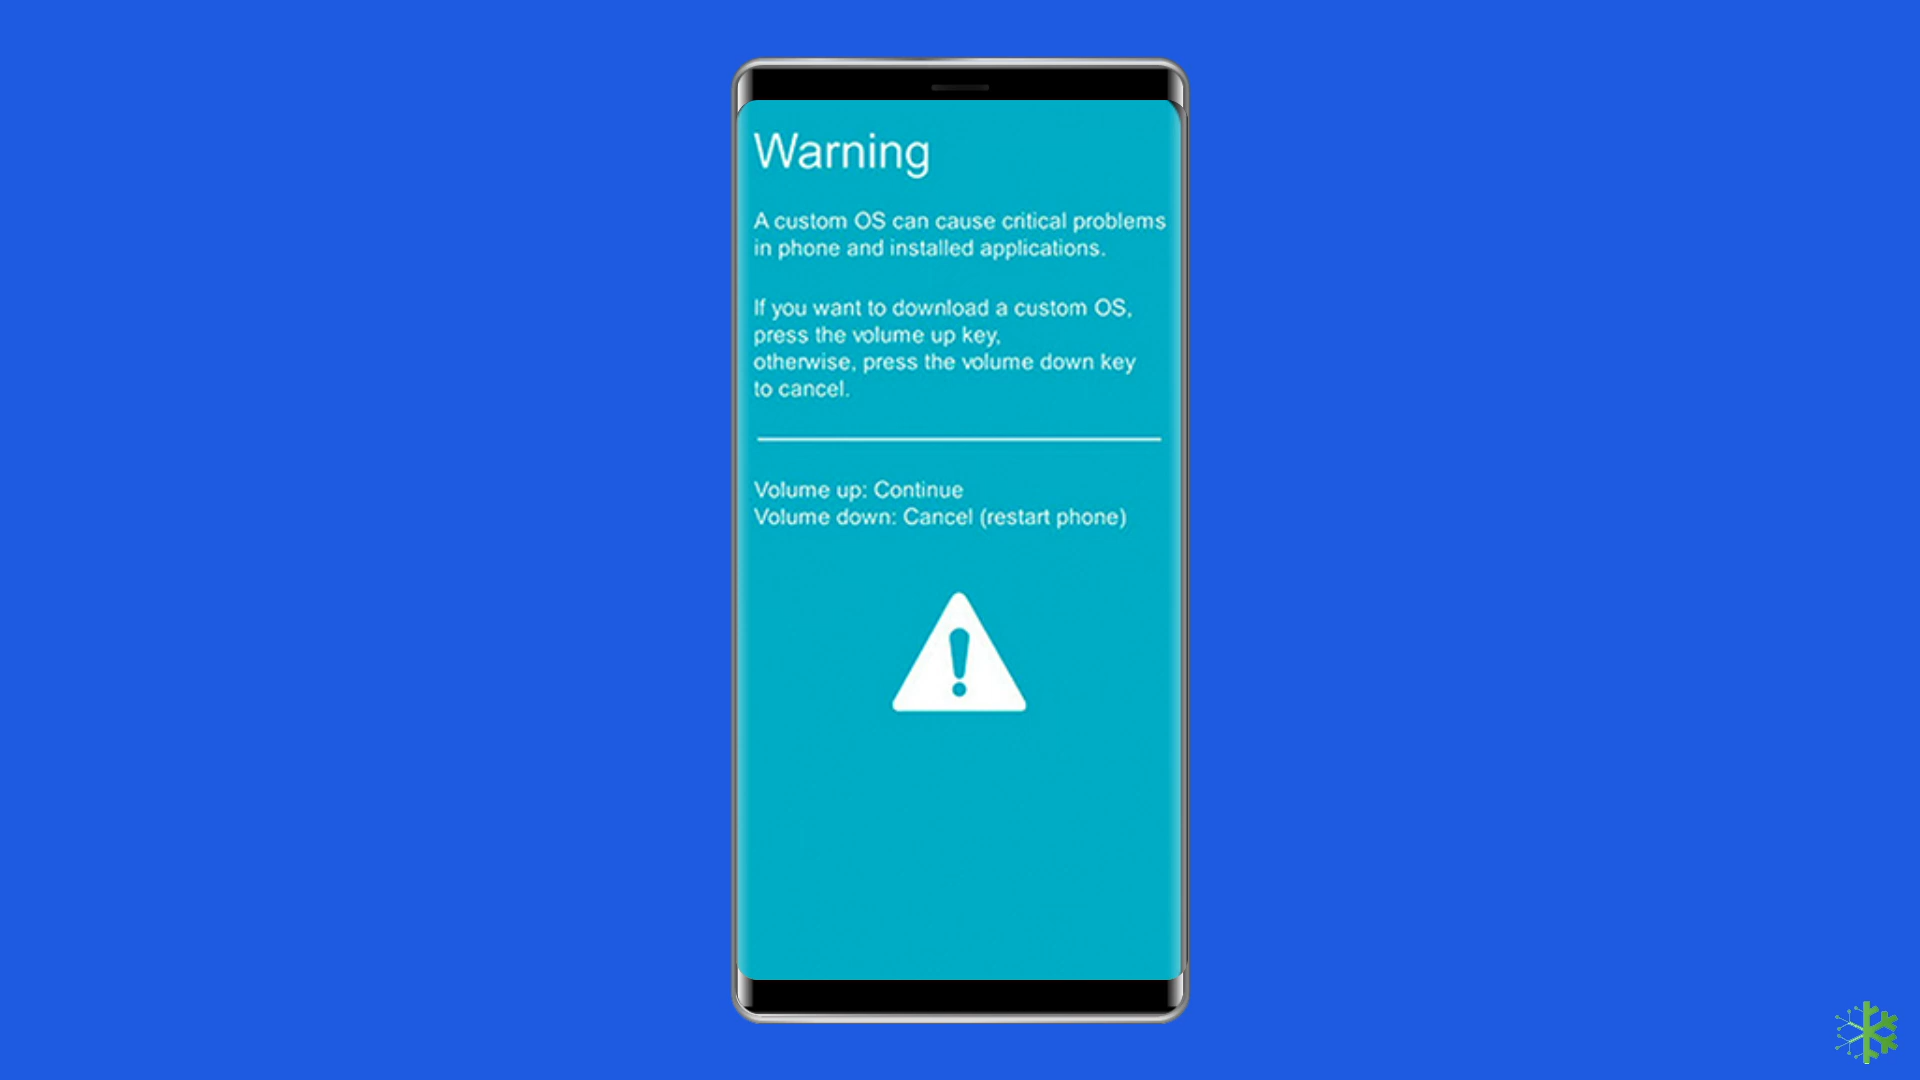 Warning
A custom OS can cause critical problems
in phone and installed applications.
If you want to download a custom OS,
press the volume up key,
otherwise, press the volume down key
to cancel.
Volume up: Continue
Volume down: Cancel (restart phone)